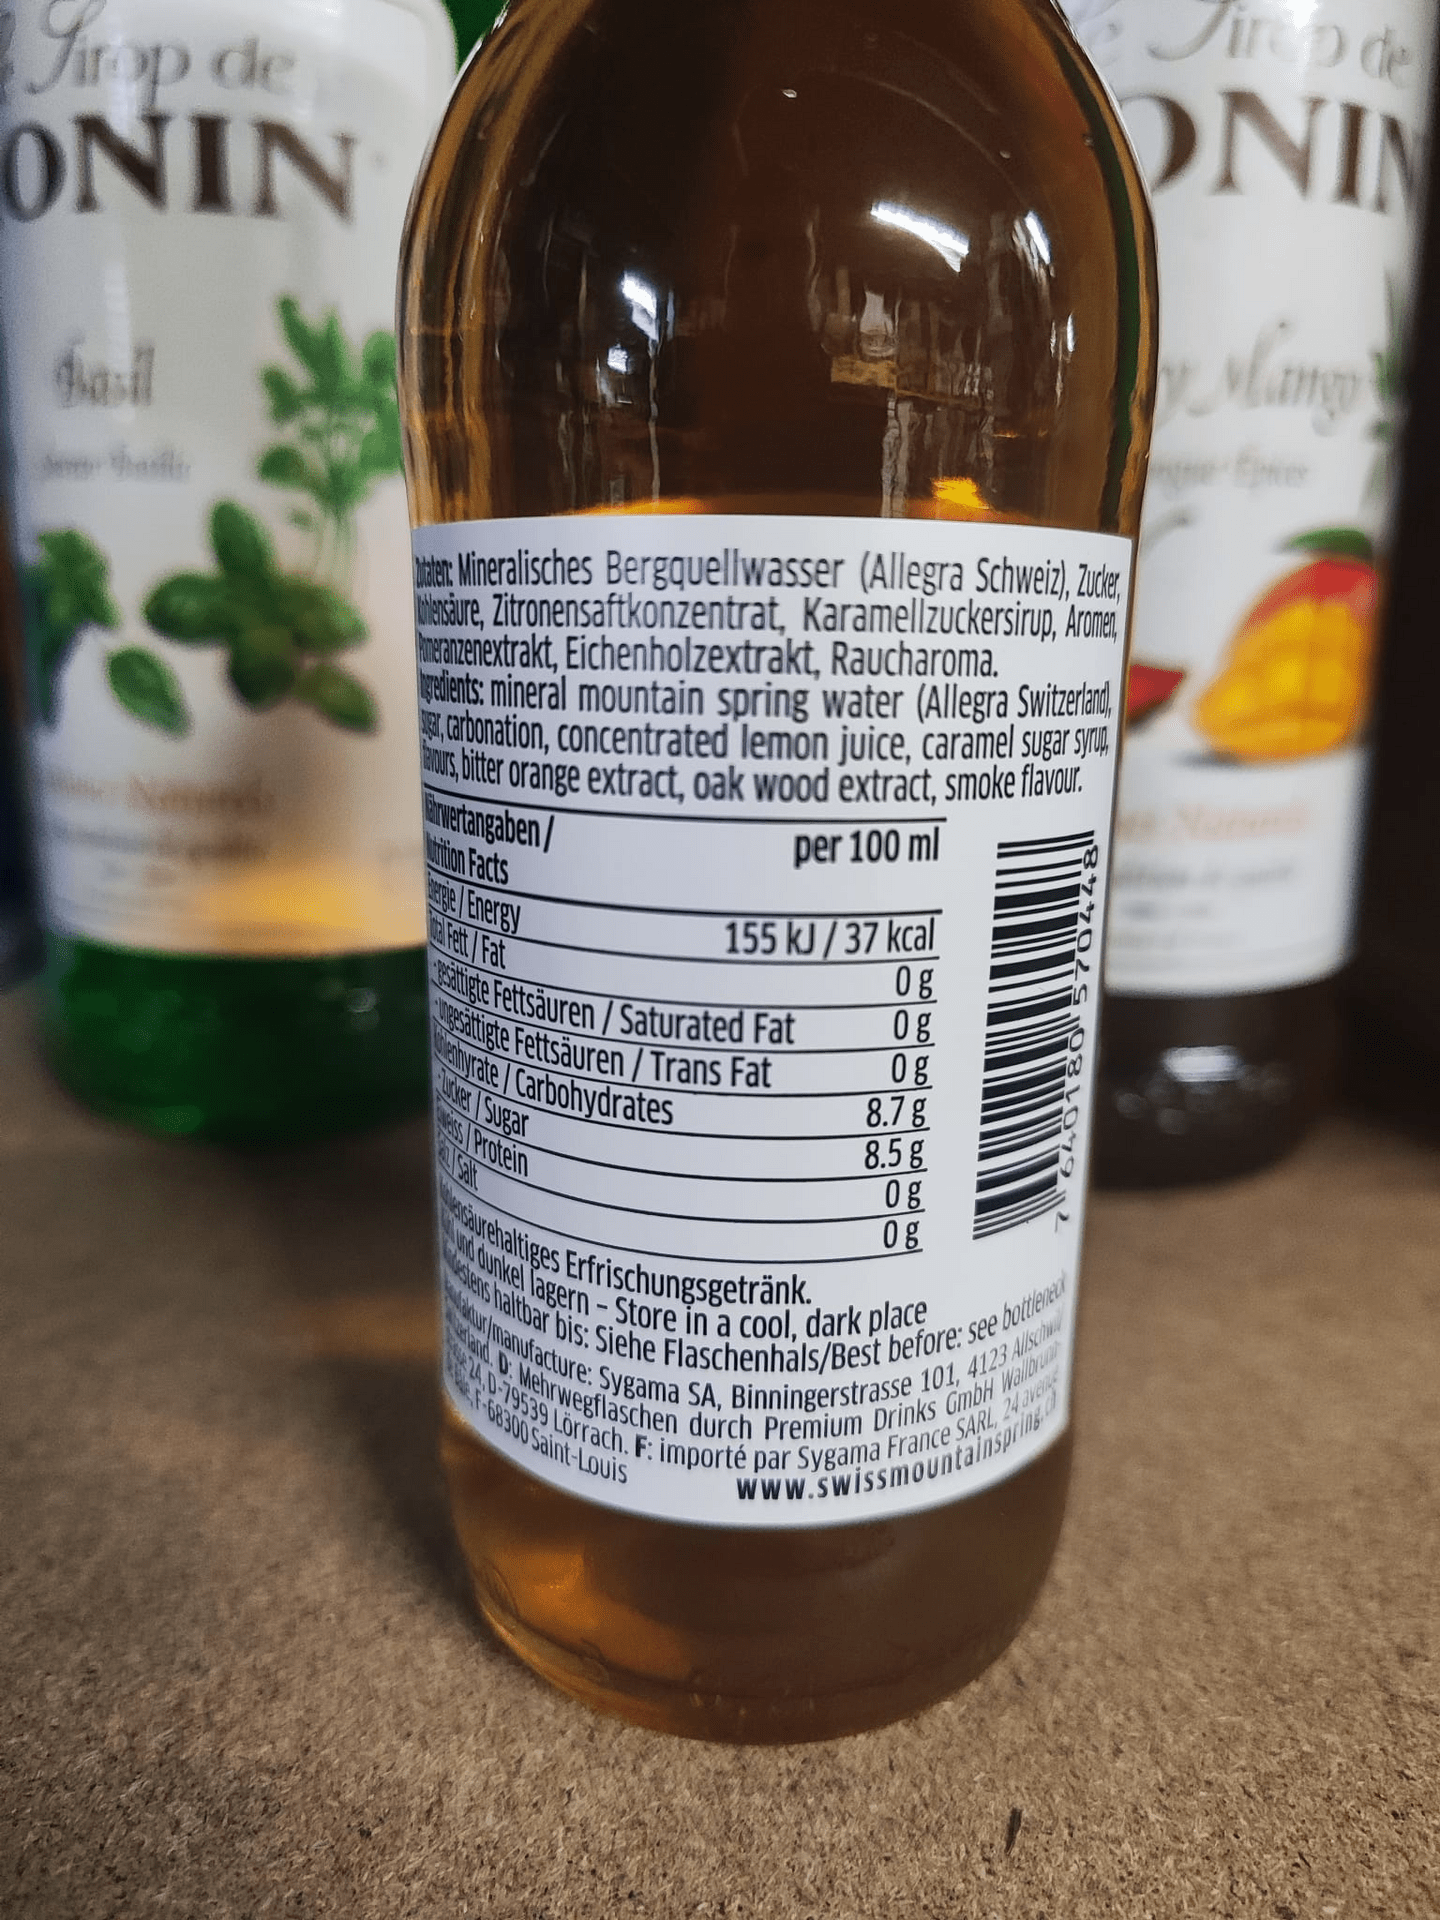 Sirop de
ONIN
Basil
Sirop de
ONIN
Mango
Zutaten: Mineralisches Bergquellwasser (Allegra Schweiz), Zucker,
Kohlensäure, Zitronensaftkonzentrat, Karamellzuckersirup, Aromen,
Pomeranzenextrakt, Eichenholzextrakt, Raucharoma.
Ingredients: mineral mountain spring water (Allegra Switzerland),
sugar, carbonation, concentrated lemon juice, caramel sugar syrup,
flavours, bitter orange extract, oak wood extract, smoke flavour.
Nährwertangaben /
Nutrition Facts per 100 ml
Energie / Energy 155 kJ / 37 kcal
Total Fett / Fat 0 g
- gesättigte Fettsäuren / Saturated Fat 0 g
- ungesättigte Fettsäuren / Trans Fat 0 g
Kohlenhyrate / Carbohydrates 8.7 g
- Zucker / Sugar 8.5 g
Eiweiss / Protein 0 g
Salz / Salt 0 g
7 640180 570448
Kohlensäurehaltiges Erfrischungsgetränk.
Kühl und dunkel lagern – Store in a cool, dark place
Mindestens haltbar bis: Siehe Flaschenhals/Best before: see bottleneck
Manufaktur/manufacture: Sygama SA, Binningerstrasse 101, 4123 Allschwil
Switzerland. D: Mehrwegflaschen durch Premium Drinks GmbH Wallbrunn-
24, D-79539 Lörrach. F: importé par Sygama France SARL, 24 avenue
F-68300 Saint-Louis
www.swissmountainspring.ch